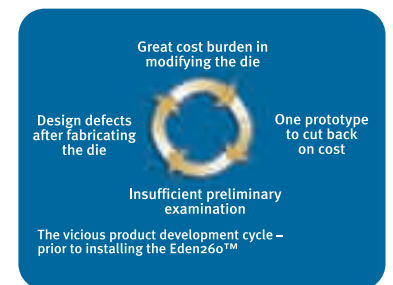 Great cost burden in
modifying the die
Design defects
after fabricating
the die
One prototype
to cut back
on cost
Insufficient preliminary
examination
The vicious product development cycle –
prior to installing the Eden260™